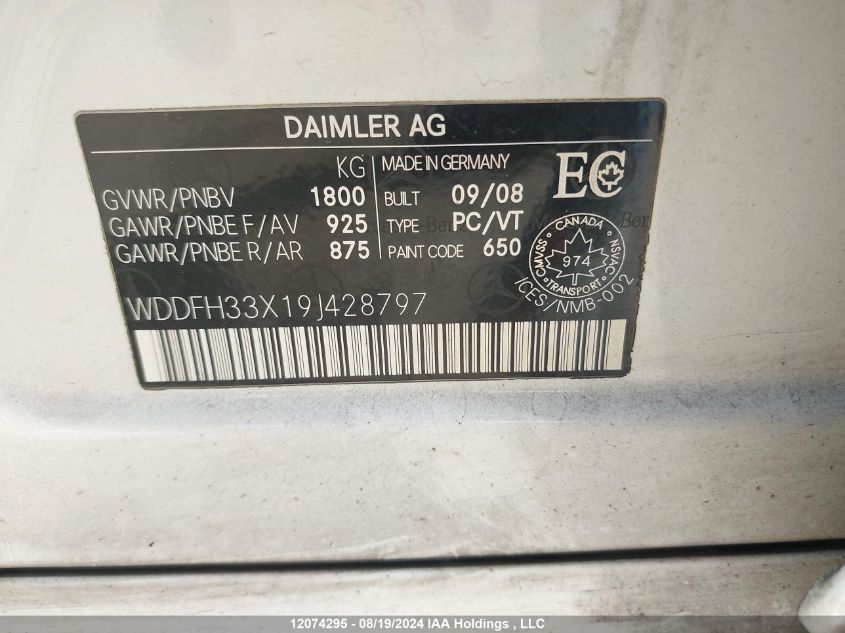 DAIMLER AG
KG MADE IN GERMANY
GVWR/PNBV 1800 BUILT 09/08
GAWR/PNBE F/AV 925 TYPE PC/VT
GAWR/PNBE R/AR 875 PAINT CODE 650
EC
CANADA
CMVSS 974 NSVAC
TRANSPORT
ICES/NMB-002
WDDFH33X19J428797
12074295 - 08/19/2024 IAA Holdings , LLC